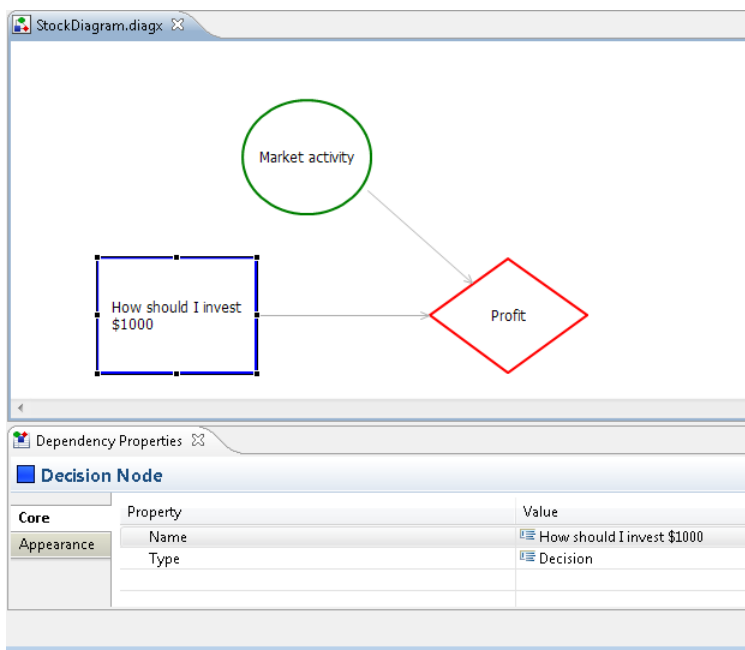 StockDiagram.diagx
Market activity
How should I invest
$1000
Profit
Dependency Properties
Decision Node
Core
Appearance
Property Value
Name How should I invest $1000
Type Decision